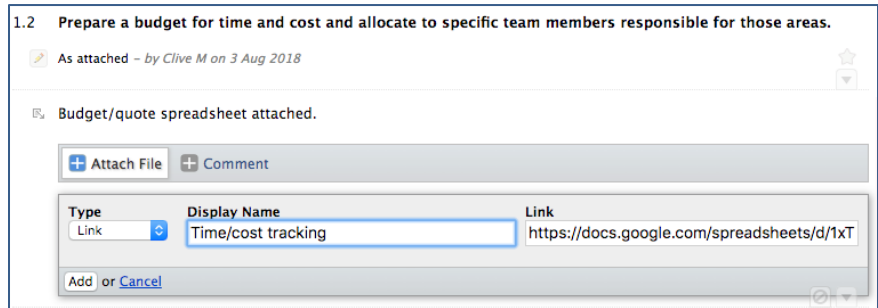 1.2 Prepare a budget for time and cost and allocate to specific team members responsible for those areas.
As attached – by Clive M on 3 Aug 2018
Budget/quote spreadsheet attached.
Attach File Comment
Type Display Name Link
Link Time/cost tracking https://docs.google.com/spreadsheets/d/1xT
Add or Cancel